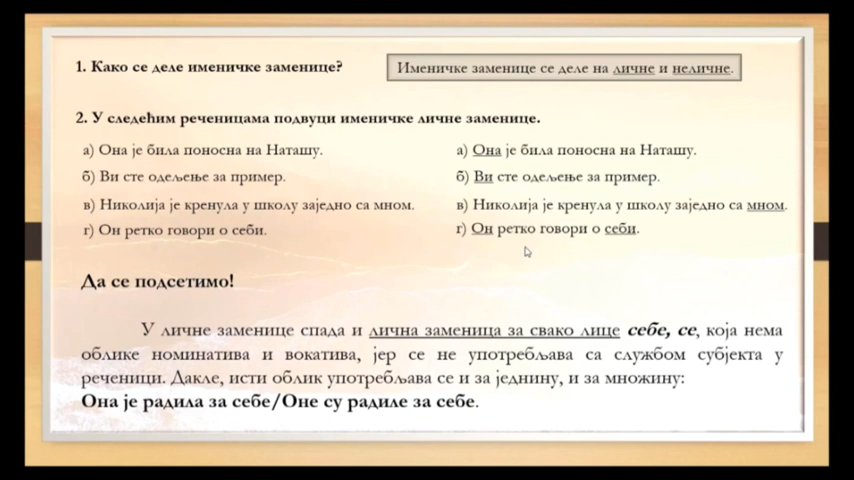 1. Како се деле именичке заменице?
Именичке заменице се деле на личне и неличне.
2. У следећим реченицама подвуци именичке личне заменице.
а) Она је била поносна на Наташу.
б) Ви сте одељење за пример.
в) Николија је кренула у школу заједно са мном.
г) Он ретко говори о себи.
а) Она је била поносна на Наташу.
б) Ви сте одељење за пример.
в) Николија је кренула у школу заједно са мном.
г) Он ретко говори о себи.
Да се подсетимо!
У личне заменице спада и лична заменица за свако лице себе, се, која нема
облике номинатива и вокатива, јер се не употребљава са службом субјекта у
реченици. Дакле, исти облик употребљава се и за једнину, и за множину:
Она је радила за себе/Оне су радиле за себе.